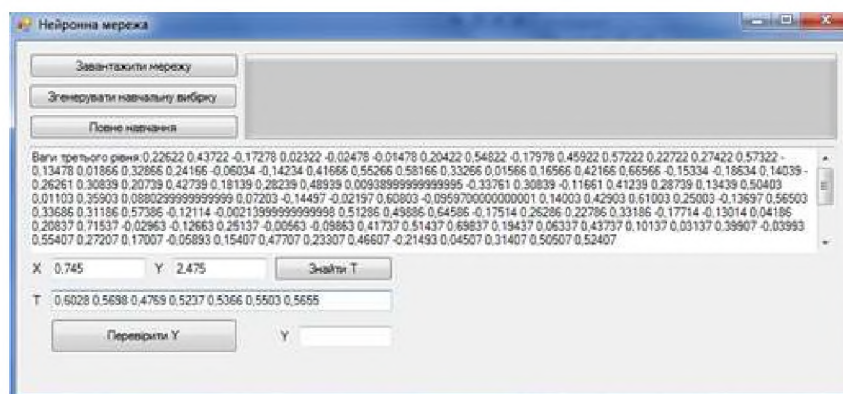 Нейронна мережа
Завантажити мережу
Згенерувати навчальну вибірку
Повне навчання
Ваги третього рівня:0,22622 0,43722 -0,17278 0,02322 -0,02478 -0,01478 0,20422 0,54822 -0,17978 0,45922 0,57222 0,22722 0,27422 0,57322 -
0,13478 0,01866 0,32866 0,24166 -0,06034 -0,14234 0,41666 0,55266 0,58166 0,33266 0,01566 0,16566 0,42166 0,66566 -0,15334 -0,18634 0,14039 -
0,26261 0,30839 0,20739 0,42739 0,18139 0,28239 0,48939 0,00938999999999995 -0,33761 0,30839 -0,11661 0,41239 0,28739 0,13439 0,50403
0,01103 0,35903 0,0880299999999999 0,07203 -0,14497 -0,02197 0,60803 -0,0959700000000001 0,14003 0,42903 0,61003 0,25003 -0,13697 0,56503
0,33686 0,31186 0,57386 -0,12114 -0,00213999999999998 0,51286 0,49886 0,64586 -0,17514 0,26286 0,22786 0,33186 -0,17714 -0,13014 0,04186
0,20837 0,71537 -0,02963 -0,12663 0,25137 -0,00563 -0,09863 0,41737 0,51437 0,69837 0,19437 0,06337 0,43737 0,10137 0,03137 0,39907 -0,03993
0,55407 0,27207 0,17007 -0,05893 0,15407 0,47707 0,23307 0,46607 -0,21493 0,04507 0,31407 0,50507 0,52407
X 0,745 Y 2,475 Знайти T
T 0,6028 0,5698 0,4769 0,5237 0,5366 0,5503 0,5655
Перевірити Y Y